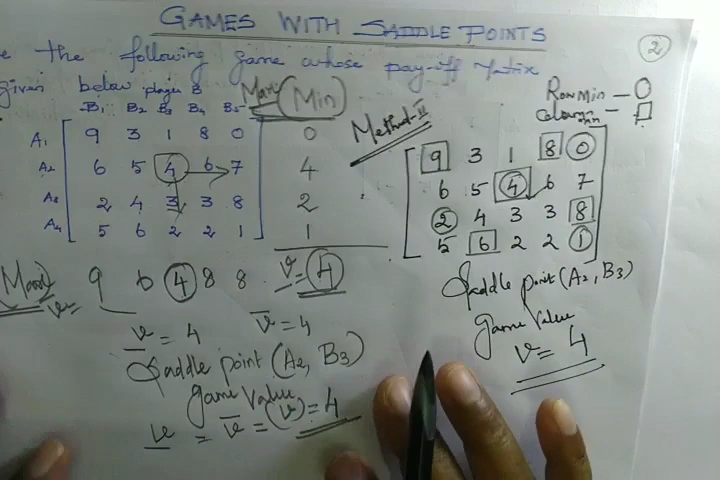 GAMES WITH SADDLE POINTS
2
the following game whose pay-off Matrix
given below player B
(Min)
B1 B2 B3 B4 B5
A1 9 3 1 8 0 0
A2 6 5 4 6 7 4
A3 2 4 3 3 8 2
A4 5 6 2 2 1 1
9 6 4 8 8 v = 4
v = 4 v = 4
Saddle point (A2, B3)
Game Value
v = v = (v) = 4
Method-II
Row Min —
Column
9 3 1 8 0
6 5 4 6 7
2 4 3 3 8
5 6 2 2 1
Saddle point (A2, B3)
Game Value
v = 4